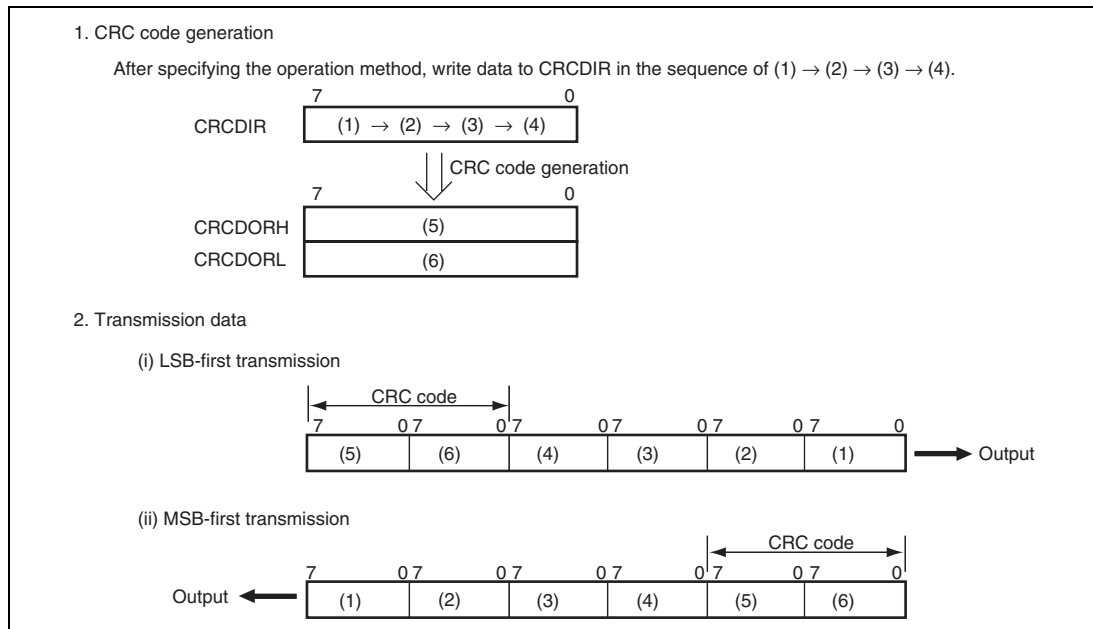 1. CRC code generation
After specifying the operation method, write data to CRCDIR in the sequence of (1) → (2) → (3) → (4).
7 0
CRCDIR (1) → (2) → (3) → (4)
CRC code generation
7 0
CRCDORH (5)
CRCDORL (6)
2. Transmission data
(i) LSB-first transmission
CRC code
7 0 7 0 7 0 7 0 7 0 7 0
(5) (6) (4) (3) (2) (1) Output
(ii) MSB-first transmission
CRC code
7 0 7 0 7 0 7 0 7 0 7 0
Output (1) (2) (3) (4) (5) (6)